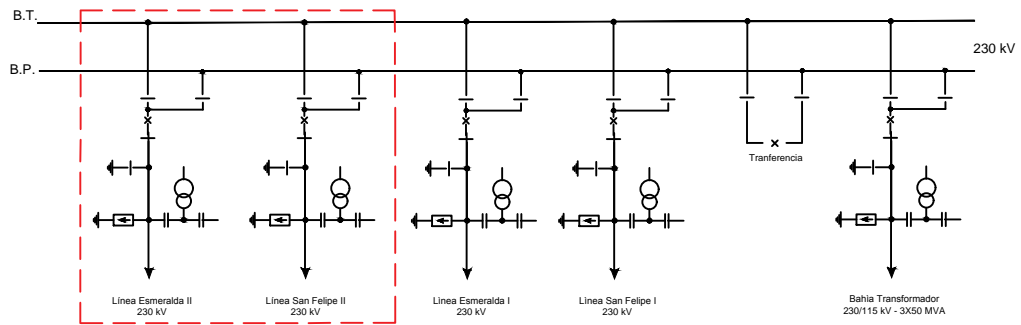 B.T.
230 kV
B.P.
Tranferencia
Línea Esmeralda II
230 kV
Línea San Felipe II
230 kV
Línea Esmeralda I
230 kV
Línea San Felipe I
230 kV
Bahía Transformador
230/115 kV - 3X50 MVA